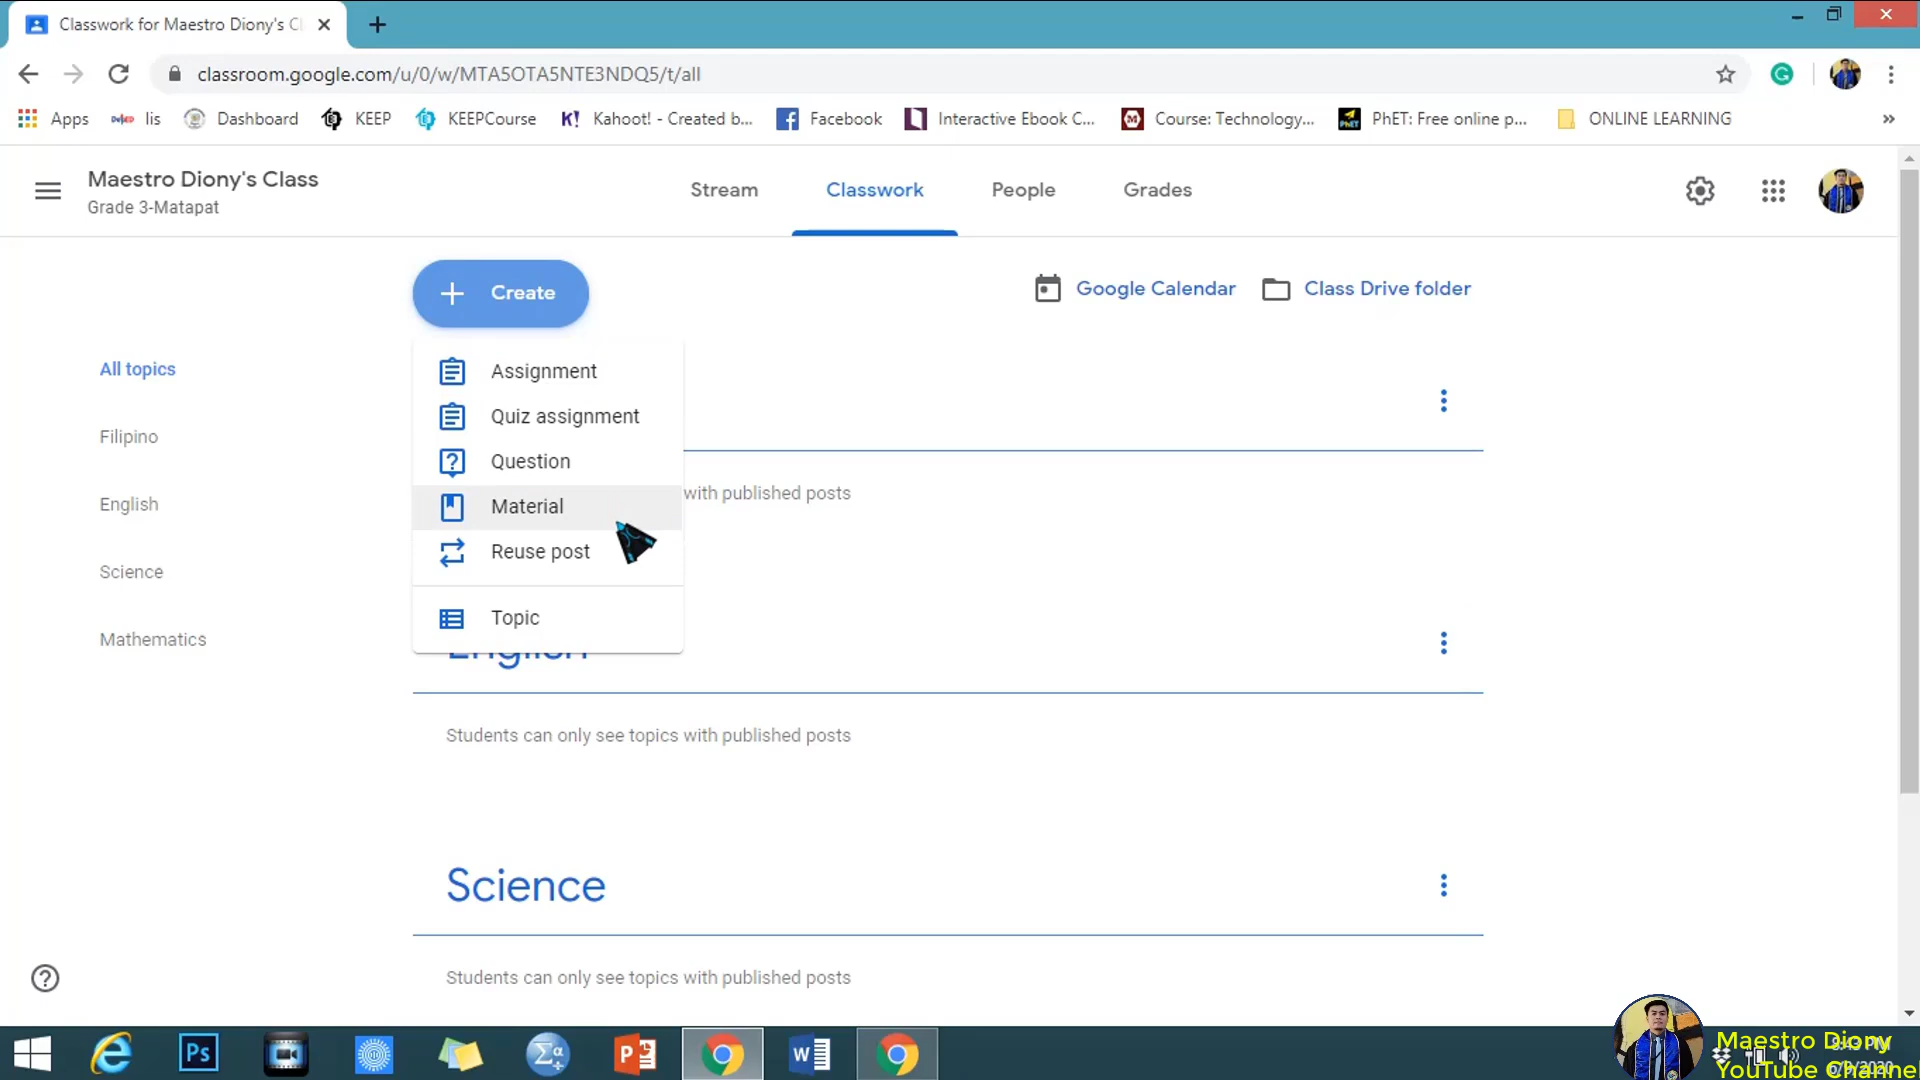 Classwork for Maestro Diony's Cl
classroom.google.com/u/0/w/MTA5OTA5NTE3NDQ5/t/all
Apps
DepED
lis
Dashboard
KEEP
KEEPCourse
K! Kahoot! - Created b...
Facebook
Interactive Ebook C...
Course: Technology...
PhET: Free online p...
ONLINE LEARNING
»
Maestro Diony's Class
Grade 3-Matapat
Stream
Classwork
People
Grades
Create
Google Calendar
Class Drive folder
All topics
Filipino
English
Science
Mathematics
Assignment
Quiz assignment
Question
Material
Reuse post
Topic
with published posts
English
Students can only see topics with published posts
Science
Students can only see topics with published posts
Ps
Maestro Diony
YouTube Channe